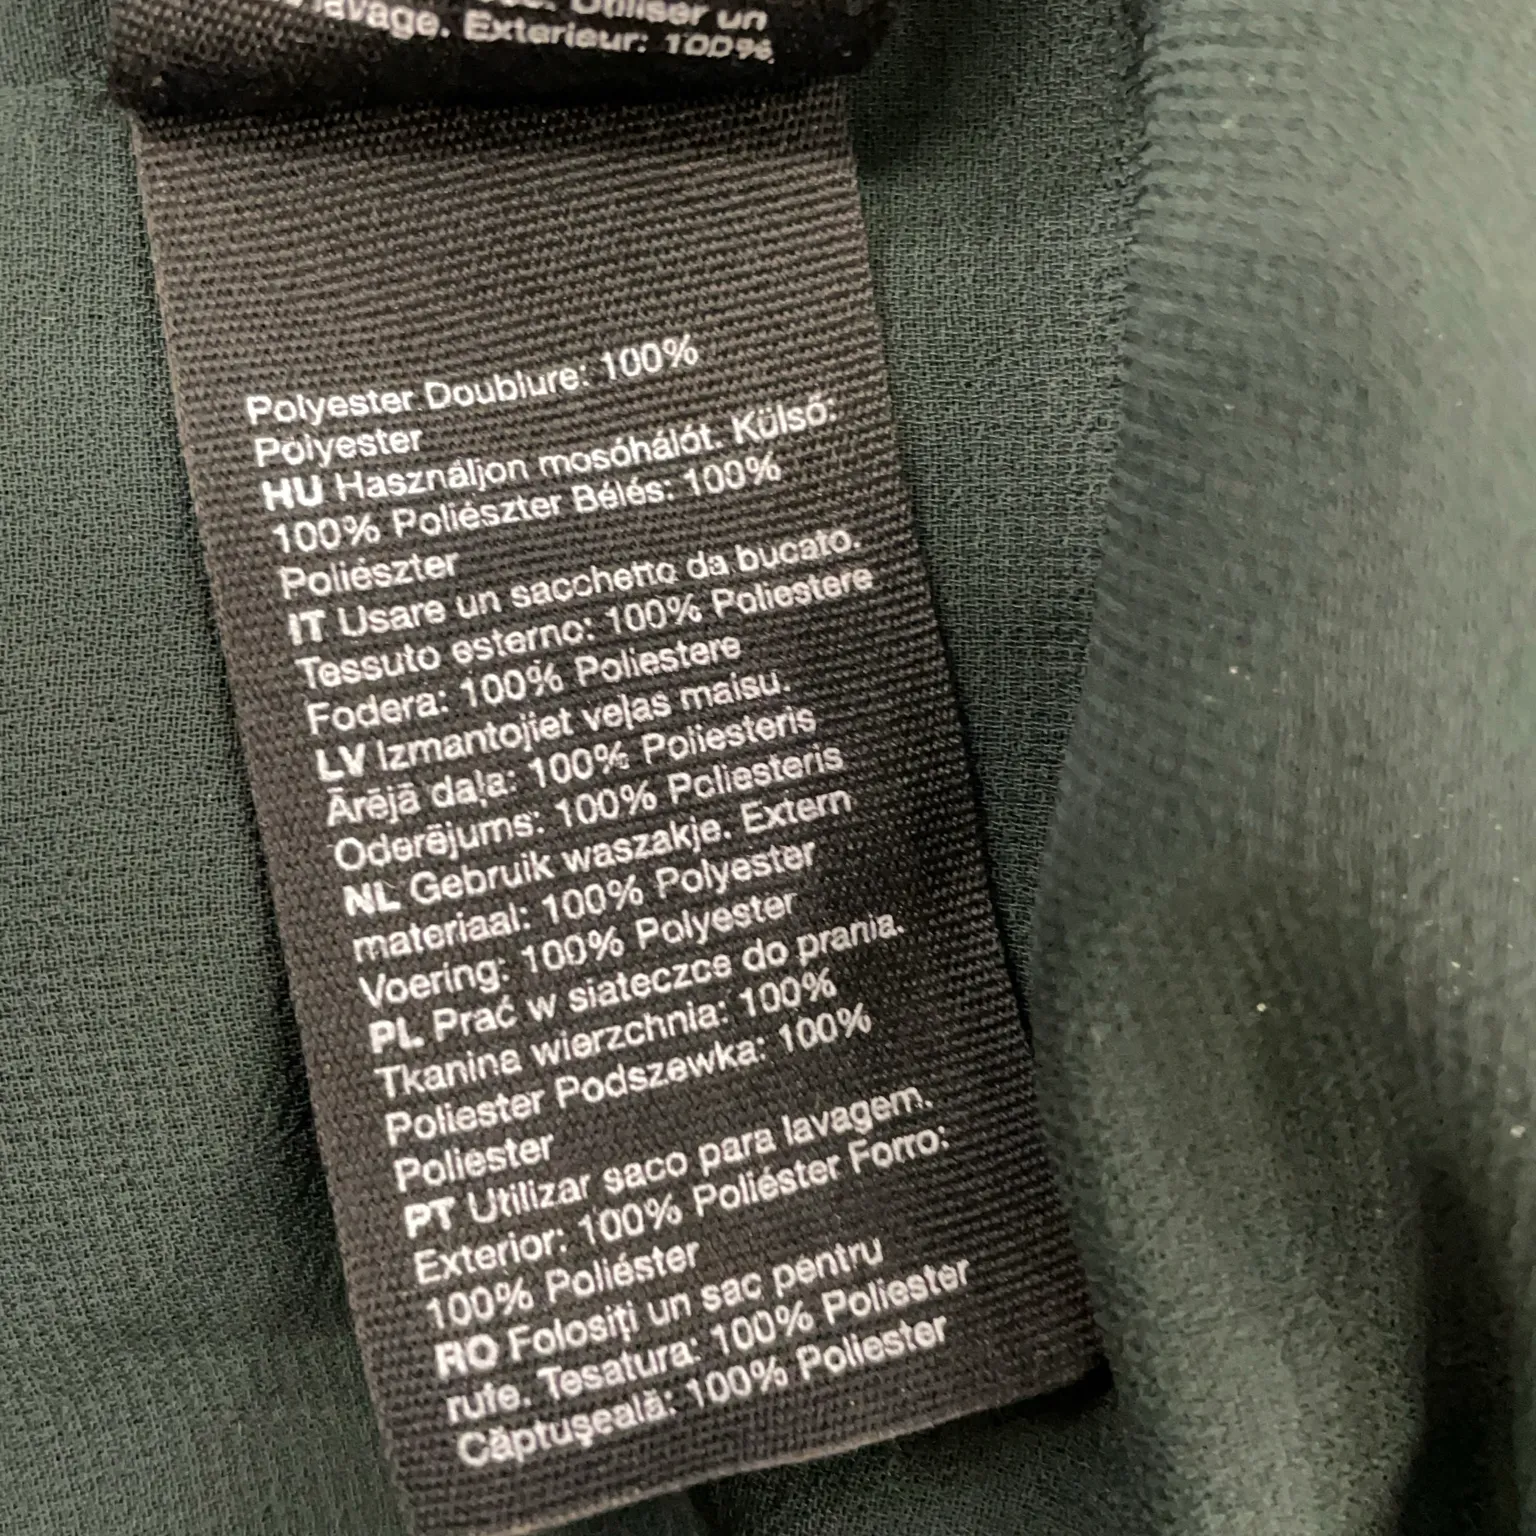 Utiliser un
lavage. Exterieur: 100%
Polyester Doublure: 100%
Polyester
HU Használjon mosóhálót. Külső:
100% Poliészter Bélés: 100%
Poliészter
IT Usare un sacchetto da bucato.
Tessuto esterno: 100% Poliestere
Fodera: 100% Poliestere
LV Izmantojiet veļas maisu.
Ārējā daļa: 100% Poliesteris
Oderējums: 100% Poliesteris
NL Gebruik waszakje. Extern
materiaal: 100% Polyester
Voering: 100% Polyester
PL Prać w siateczce do prania.
Tkanina wierzchnia: 100%
Poliester Podszewka: 100%
Poliester
PT Utilizar saco para lavagem.
Exterior: 100% Poliéster Forro:
100% Poliéster
RO Folosiți un sac pentru
rufe. Tesatura: 100% Poliester
Căptușeală: 100% Poliester